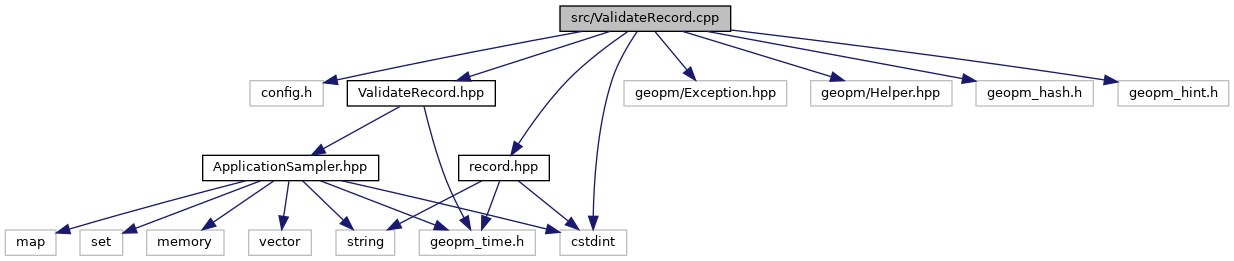 src/ValidateRecord.cpp
config.h
ValidateRecord.hpp
geopm/Exception.hpp
geopm/Helper.hpp
geopm_hash.h
geopm_hint.h
ApplicationSampler.hpp
record.hpp
map
set
memory
vector
string
geopm_time.h
cstdint